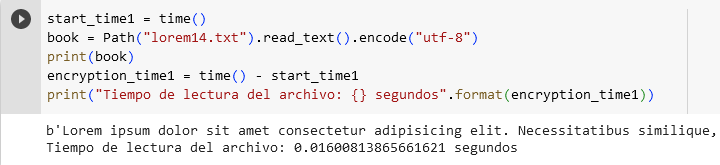 start_time1 = time()
book = Path("lorem14.txt").read_text().encode("utf-8")
print(book)
encryption_time1 = time() - start_time1
print("Tiempo de lectura del archivo: {} segundos".format(encryption_time1))
b'Lorem ipsum dolor sit amet consectetur adipisicing elit. Necessitatibus similique,
Tiempo de lectura del archivo: 0.01600813865661621 segundos